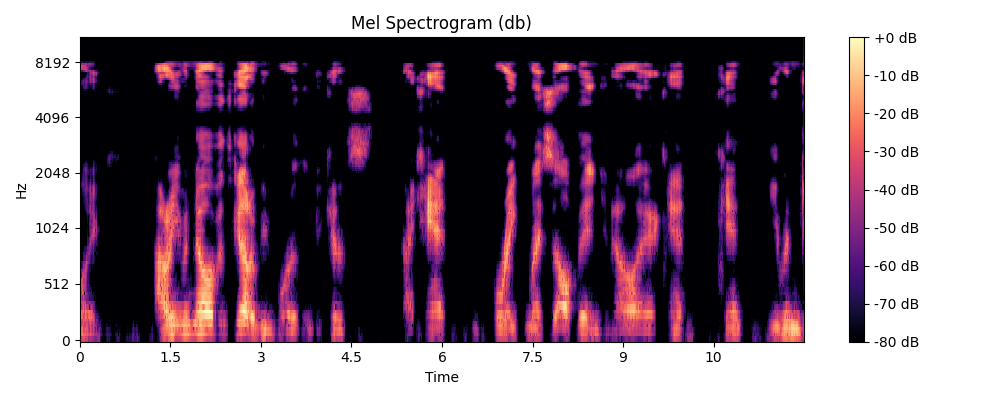 Mel Spectrogram (db)
8192
4096
2048
1024
512
0
Hz
0 1.5 3 4.5 6 7.5 9 10
Time
+0 dB
-10 dB
-20 dB
-30 dB
-40 dB
-50 dB
-60 dB
-70 dB
-80 dB